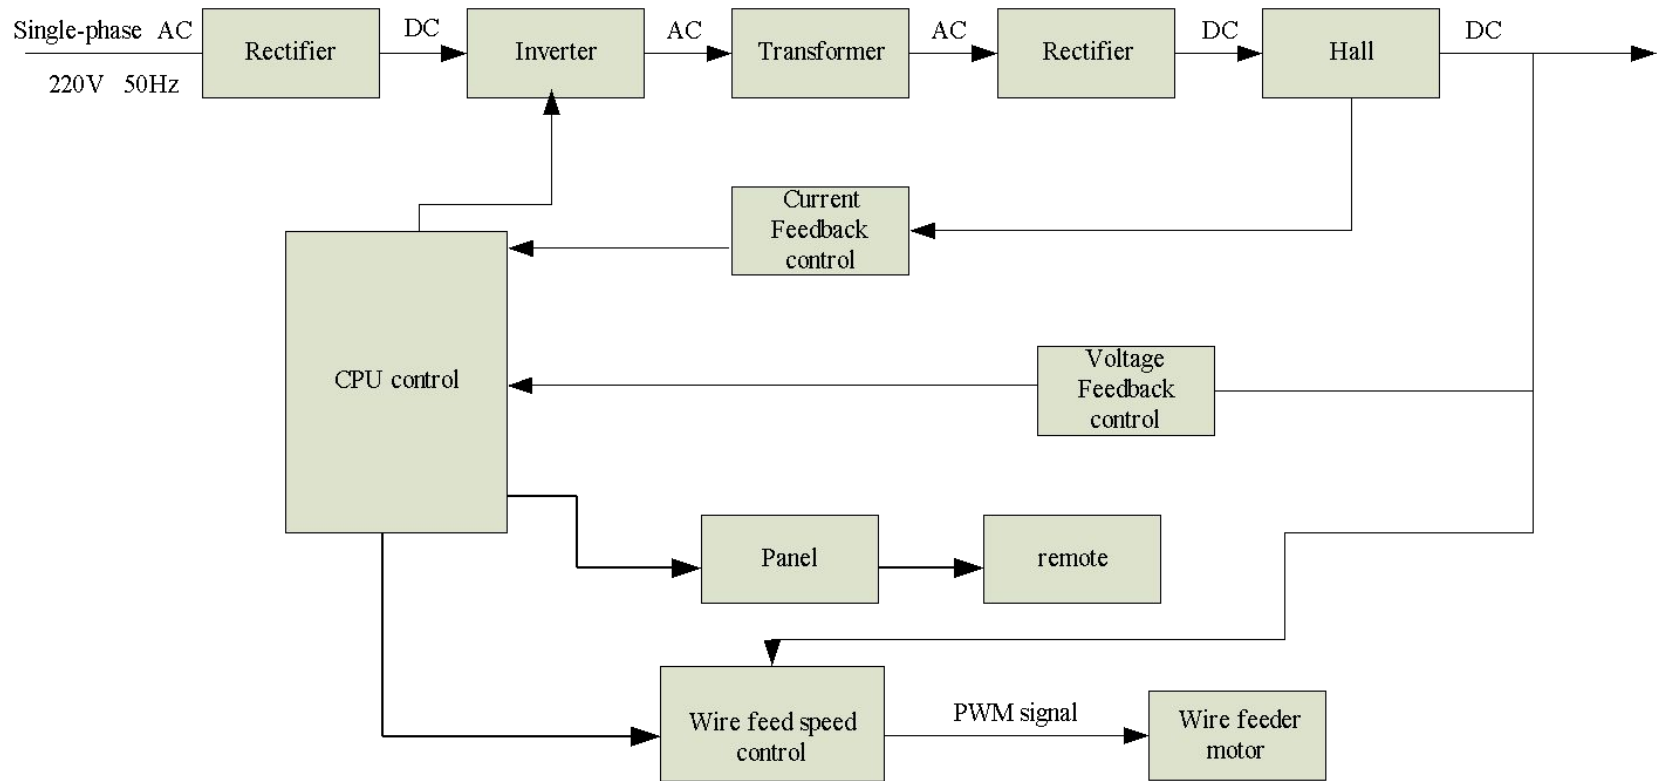 Single-phase AC
220V 50Hz
Rectifier
DC
Inverter
AC
Transformer
AC
Rectifier
DC
Hall
DC
Current
Feedback
control
CPU control
Voltage
Feedback
control
Panel
remote
Wire feed speed
control
PWM signal
Wire feeder
motor